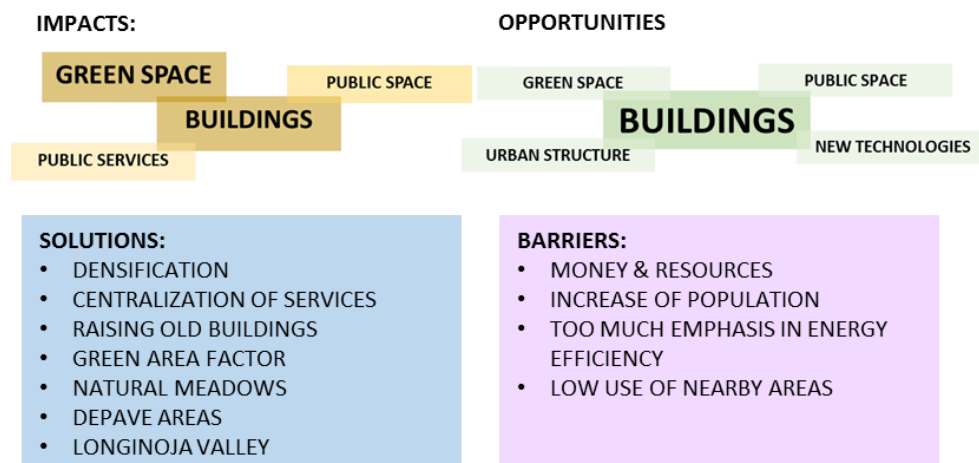 IMPACTS:
GREEN SPACE
PUBLIC SPACE
BUILDINGS
PUBLIC SERVICES
OPPORTUNITIES
GREEN SPACE
PUBLIC SPACE
BUILDINGS
URBAN STRUCTURE
NEW TECHNOLOGIES
SOLUTIONS:
• DENSIFICATION
• CENTRALIZATION OF SERVICES
• RAISING OLD BUILDINGS
• GREEN AREA FACTOR
• NATURAL MEADOWS
• DEPAVE AREAS
• LONGINOJA VALLEY
BARRIERS:
• MONEY & RESOURCES
• INCREASE OF POPULATION
• TOO MUCH EMPHASIS IN ENERGY
EFFICIENCY
• LOW USE OF NEARBY AREAS